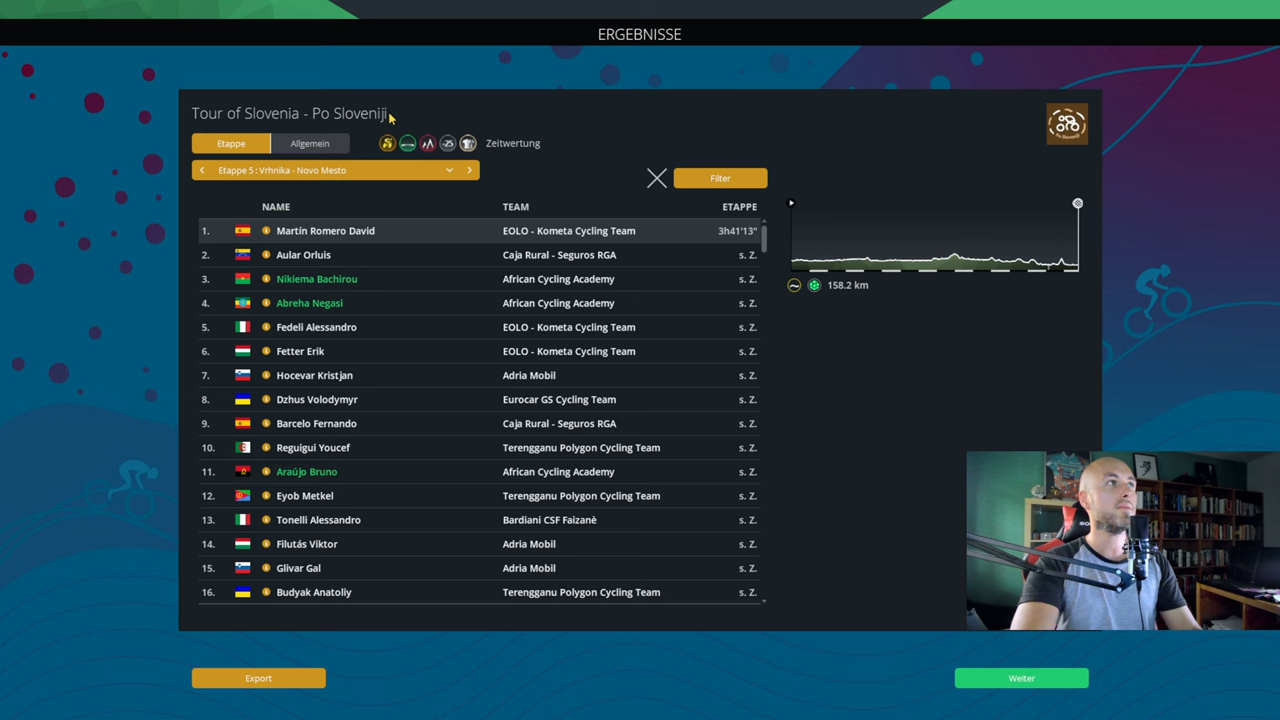 ERGEBNISSE
Tour of Slovenia - Po Sloveniji
Etappe Allgemein Zeitwertung
Etappe 5 : Vrhnika - Novo Mesto
Filter
NAME TEAM ETAPPE
1. Martín Romero David EOLO - Kometa Cycling Team 3h41'13"
2. Aular Orluis Caja Rural - Seguros RGA s. Z.
3. Nikiema Bachirou African Cycling Academy s. Z.
4. Abreha Negasi African Cycling Academy s. Z.
5. Fedeli Alessandro EOLO - Kometa Cycling Team s. Z.
6. Fetter Erik EOLO - Kometa Cycling Team s. Z.
7. Hocevar Kristjan Adria Mobil s. Z.
8. Dzhus Volodymyr Eurocar GS Cycling Team s. Z.
9. Barcelo Fernando Caja Rural - Seguros RGA s. Z.
10. Reguigui Youcef Terengganu Polygon Cycling Team s. Z.
11. Araújo Bruno African Cycling Academy s. Z.
12. Eyob Metkel Terengganu Polygon Cycling Team s. Z.
13. Tonelli Alessandro Bardiani CSF Faizanè s. Z.
14. Filutás Viktor Adria Mobil s. Z.
15. Glivar Gal Adria Mobil s. Z.
16. Budyak Anatoliy Terengganu Polygon Cycling Team s. Z.
158.2 km
Po Sloveniji
Export
Weiter